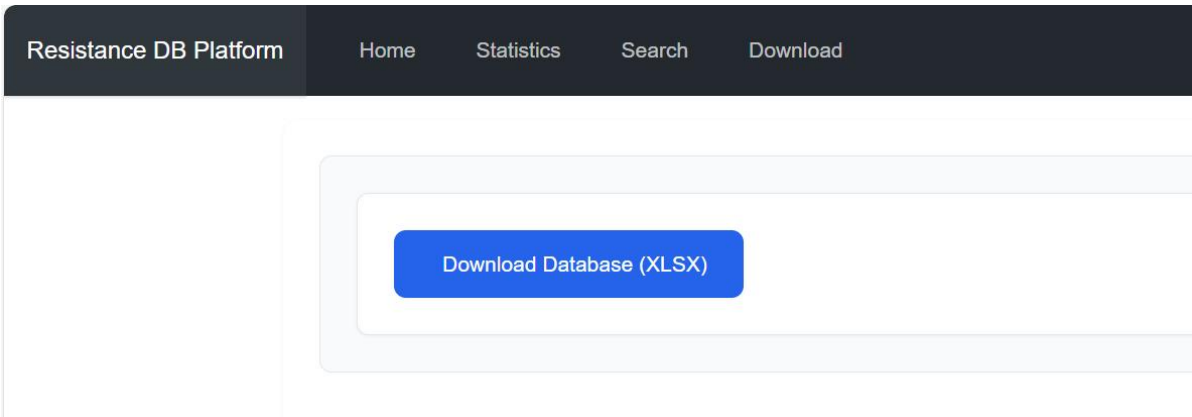 Resistance DB Platform Home Statistics Search Download
Download Database (XLSX)